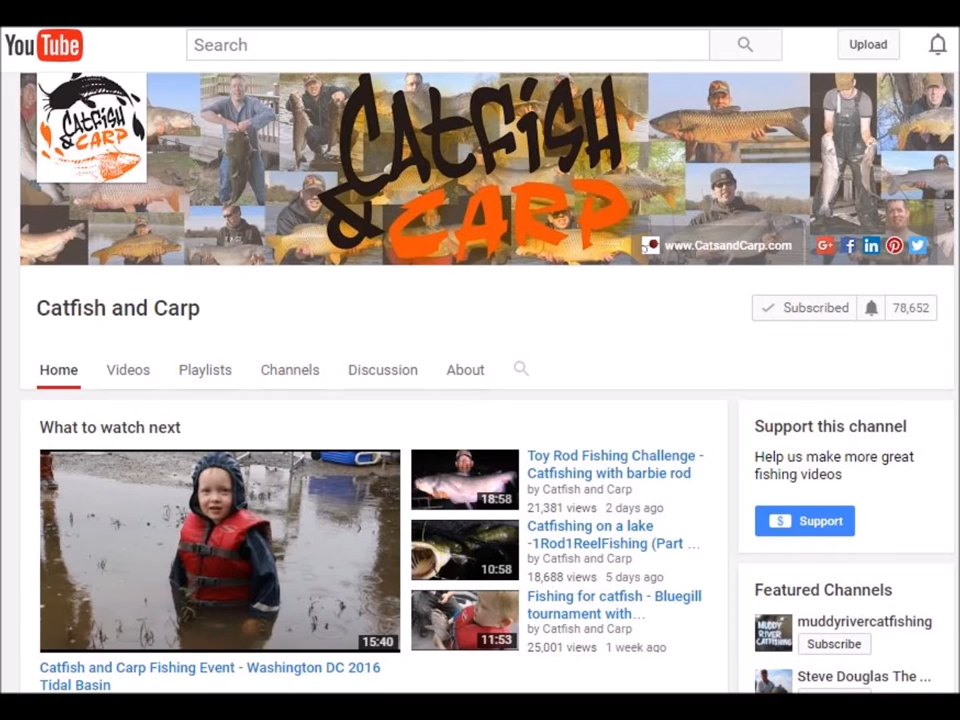 YouTube
Search
Upload
CatFiSH
& CARP
CatFiSH
& CARP
www.CatsandCarp.com
G+ f in
Catfish and Carp
Subscribed
78,652
Home
Videos
Playlists
Channels
Discussion
About
What to watch next
15:40
Catfish and Carp Fishing Event - Washington DC 2016
Tidal Basin
18:58
Toy Rod Fishing Challenge -
Catfishing with barbie rod
by Catfish and Carp
21,381 views 2 days ago
10:58
Catfishing on a lake
-1Rod1ReelFishing (Part ...
by Catfish and Carp
18,688 views 5 days ago
11:53
Fishing for catfish - Bluegill
tournament with...
by Catfish and Carp
25,001 views 1 week ago
Support this channel
Help us make more great
fishing videos
$ Support
Featured Channels
MUDDY
RIVER
CATFISHING
muddyrivercatfishing
Subscribe
Steve Douglas The ...